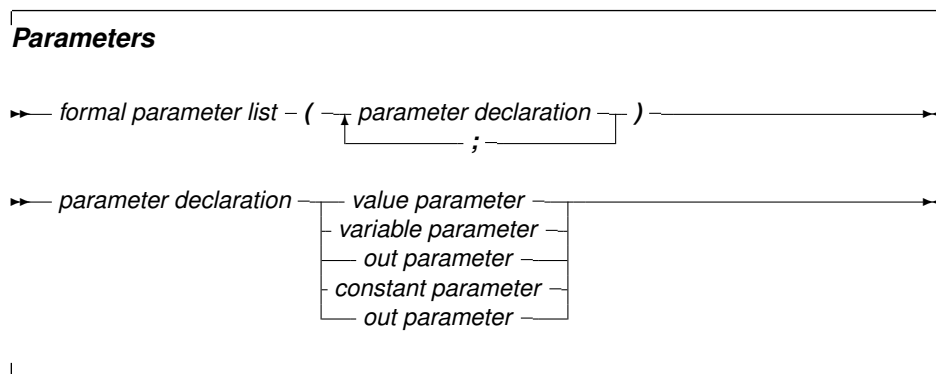 Parameters
formal parameter list ( parameter declaration )
;
parameter declaration value parameter
variable parameter
out parameter
constant parameter
out parameter